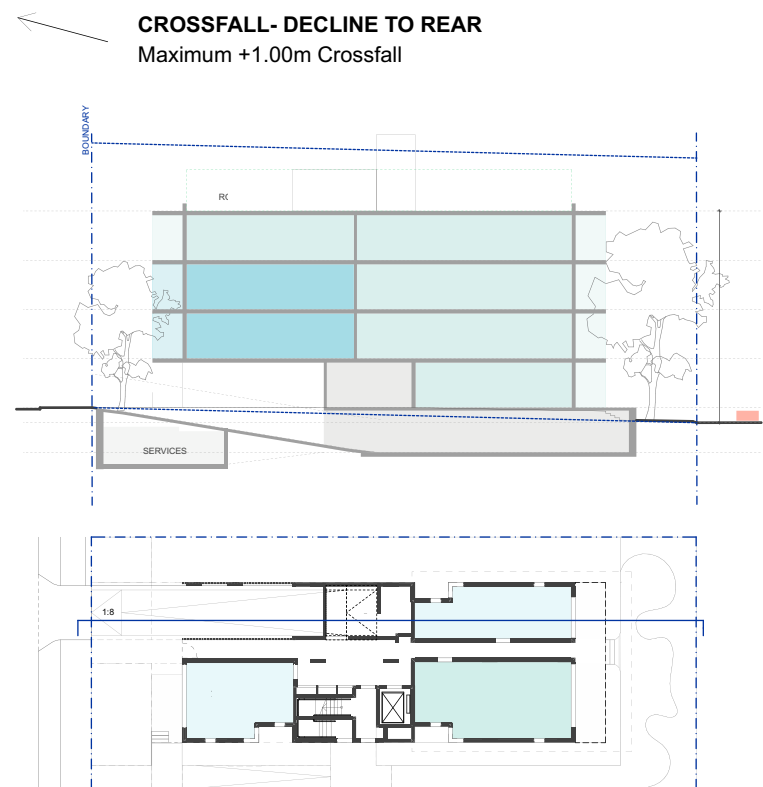 CROSSFALL- DECLINE TO REAR
Maximum +1.00m Crossfall
BOUNDARY
SERVICES
1:8